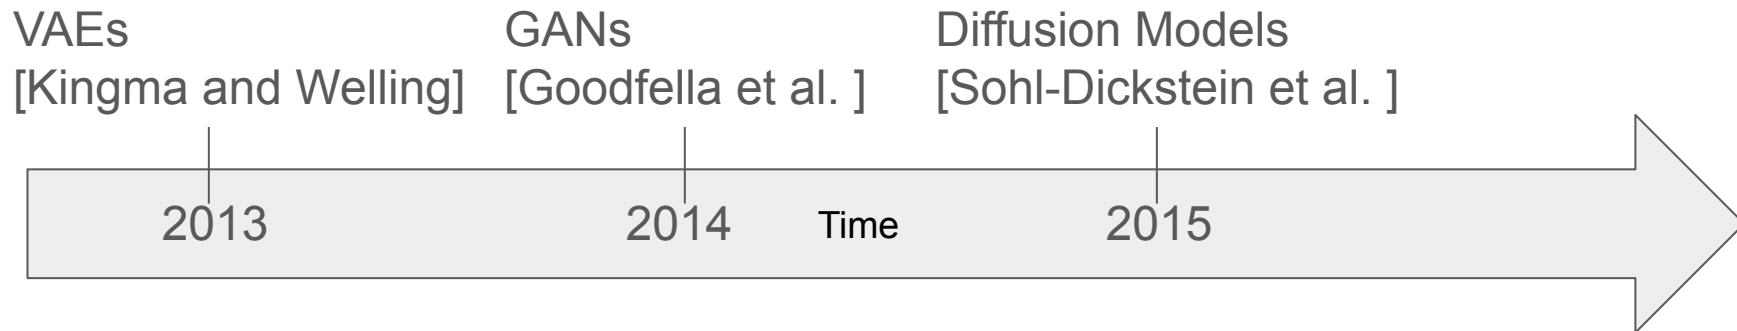 VAEs
[Kingma and Welling]
GANs
[Goodfella et al. ]
Diffusion Models
[Sohl-Dickstein et al. ]
2013
2014
Time
2015